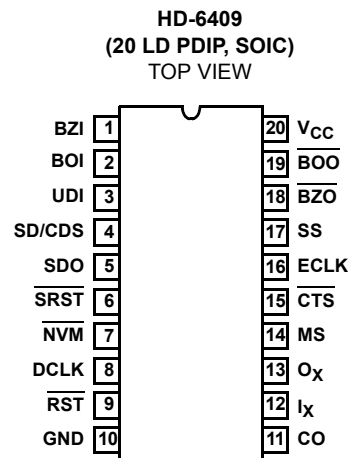 HD-6409
(20 LD PDIP, SOIC)
TOP VIEW
BZI 1 20 VCC
BOI 2 19 BOO
UDI 3 18 BZO
SD/CDS 4 17 SS
SDO 5 16 ECLK
SRST 6 15 CTS
NVM 7 14 MS
DCLK 8 13 OX
RST 9 12 IX
GND 10 11 CO